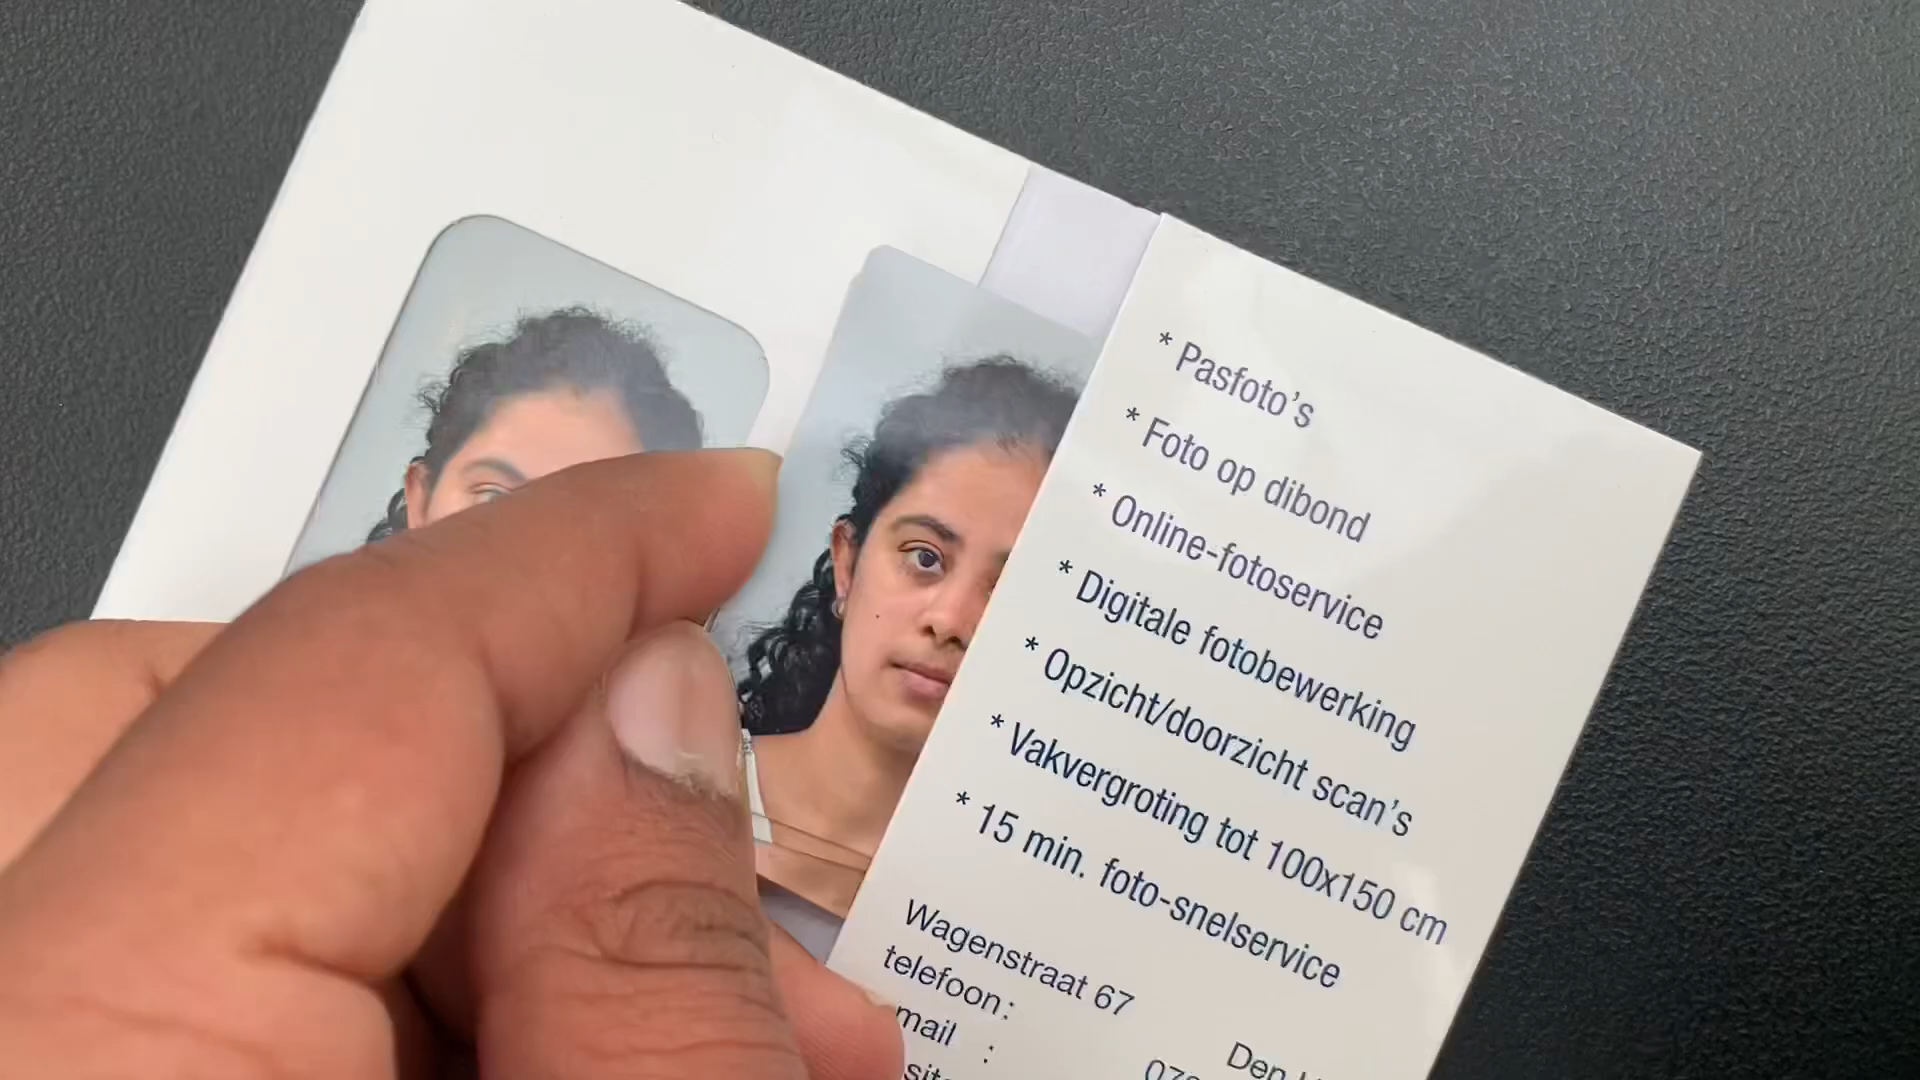 * Pasfoto's
* Foto op dibond
* Online-fotoservice
* Digitale fotobewerking
* Opzicht/doorzicht scan's
* Vakvergroting tot 100x150 cm
* 15 min. foto-snelservice
Wagenstraat 67
Den
telefoon:
mail :